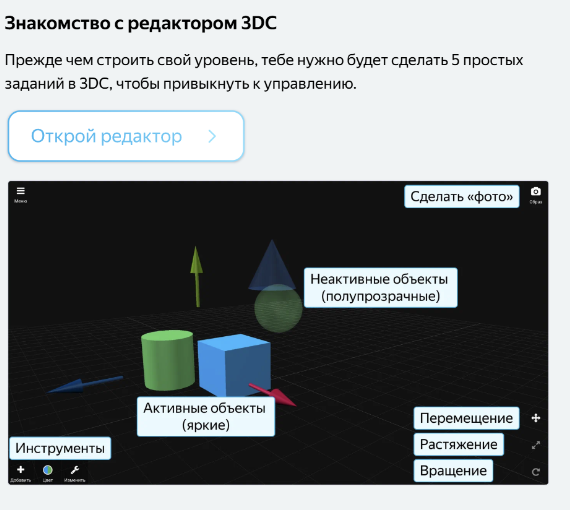 Знакомство с редактором 3DC
Прежде чем строить свой уровень, тебе нужно будет сделать 5 простых
заданий в 3DC, чтобы привыкнуть к управлению.
Открой редактор
Меню
Сделать «фото»
Образ
Неактивные объекты
(полупрозрачные)
Активные объекты
(яркие)
Перемещение
Растяжение
Вращение
Инструменты
Добавить
Цвет
Изменить